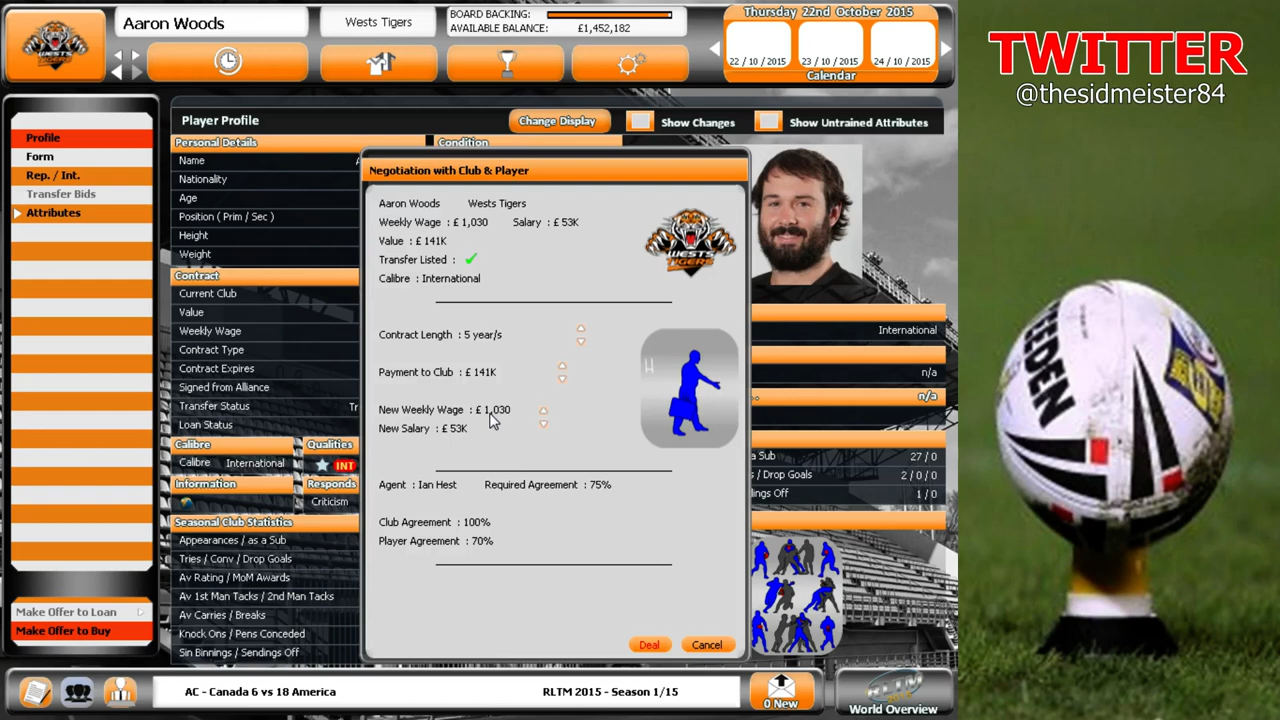 Aaron Woods
Wests Tigers
BOARD BACKING:
AVAILABLE BALANCE: £1,452,182
Thursday 22nd October 2015
22 / 10 / 2015
23 / 10 / 2015
24 / 10 / 2015
Calendar
TWITTER
@thesidmeister84
Profile
Form
Rep. / Int.
Transfer Bids
Attributes
Make Offer to Loan
Make Offer to Buy
Player Profile
Change Display
Show Changes
Show Untrained Attributes
Personal Details
Condition
Name
A
Nationality
Age
Position ( Prim / Sec )
Height
Weight
Contract
Current Club
Value
Weekly Wage
Contract Type
Contract Expires
Signed from Alliance
Transfer Status
Tr
Loan Status
Calibre
Qualities
Calibre International
INT
Information
Responds
Criticism
Seasonal Club Statistics
Appearances / as a Sub
Tries / Conv / Drop Goals
Av Rating / MoM Awards
Av 1st Man Tacks / 2nd Man Tacks
Av Carries / Breaks
Knock Ons / Pens Conceded
Sin Binnings / Sendings Off
Negotiation with Club & Player
Aaron Woods Wests Tigers
Weekly Wage : £ 1,030 Salary : £ 53K
Value : £ 141K
Transfer Listed :
Calibre : International
WESTS
TIGERS
Contract Length : 5 year/s
Payment to Club : £ 141K
New Weekly Wage : £ 1,030
New Salary : £ 53K
Agent : Ian Hest Required Agreement : 75%
Club Agreement : 100%
Player Agreement : 70%
Deal
Cancel
International
n/a
n/a
a Sub 27 / 0
s / Drop Goals 2 / 0 / 0
lings Off 1 / 0
AC - Canada 6 vs 18 America
RLTM 2015 - Season 1/15
0 New
RLTM
2015
World Overview
STEEDEN